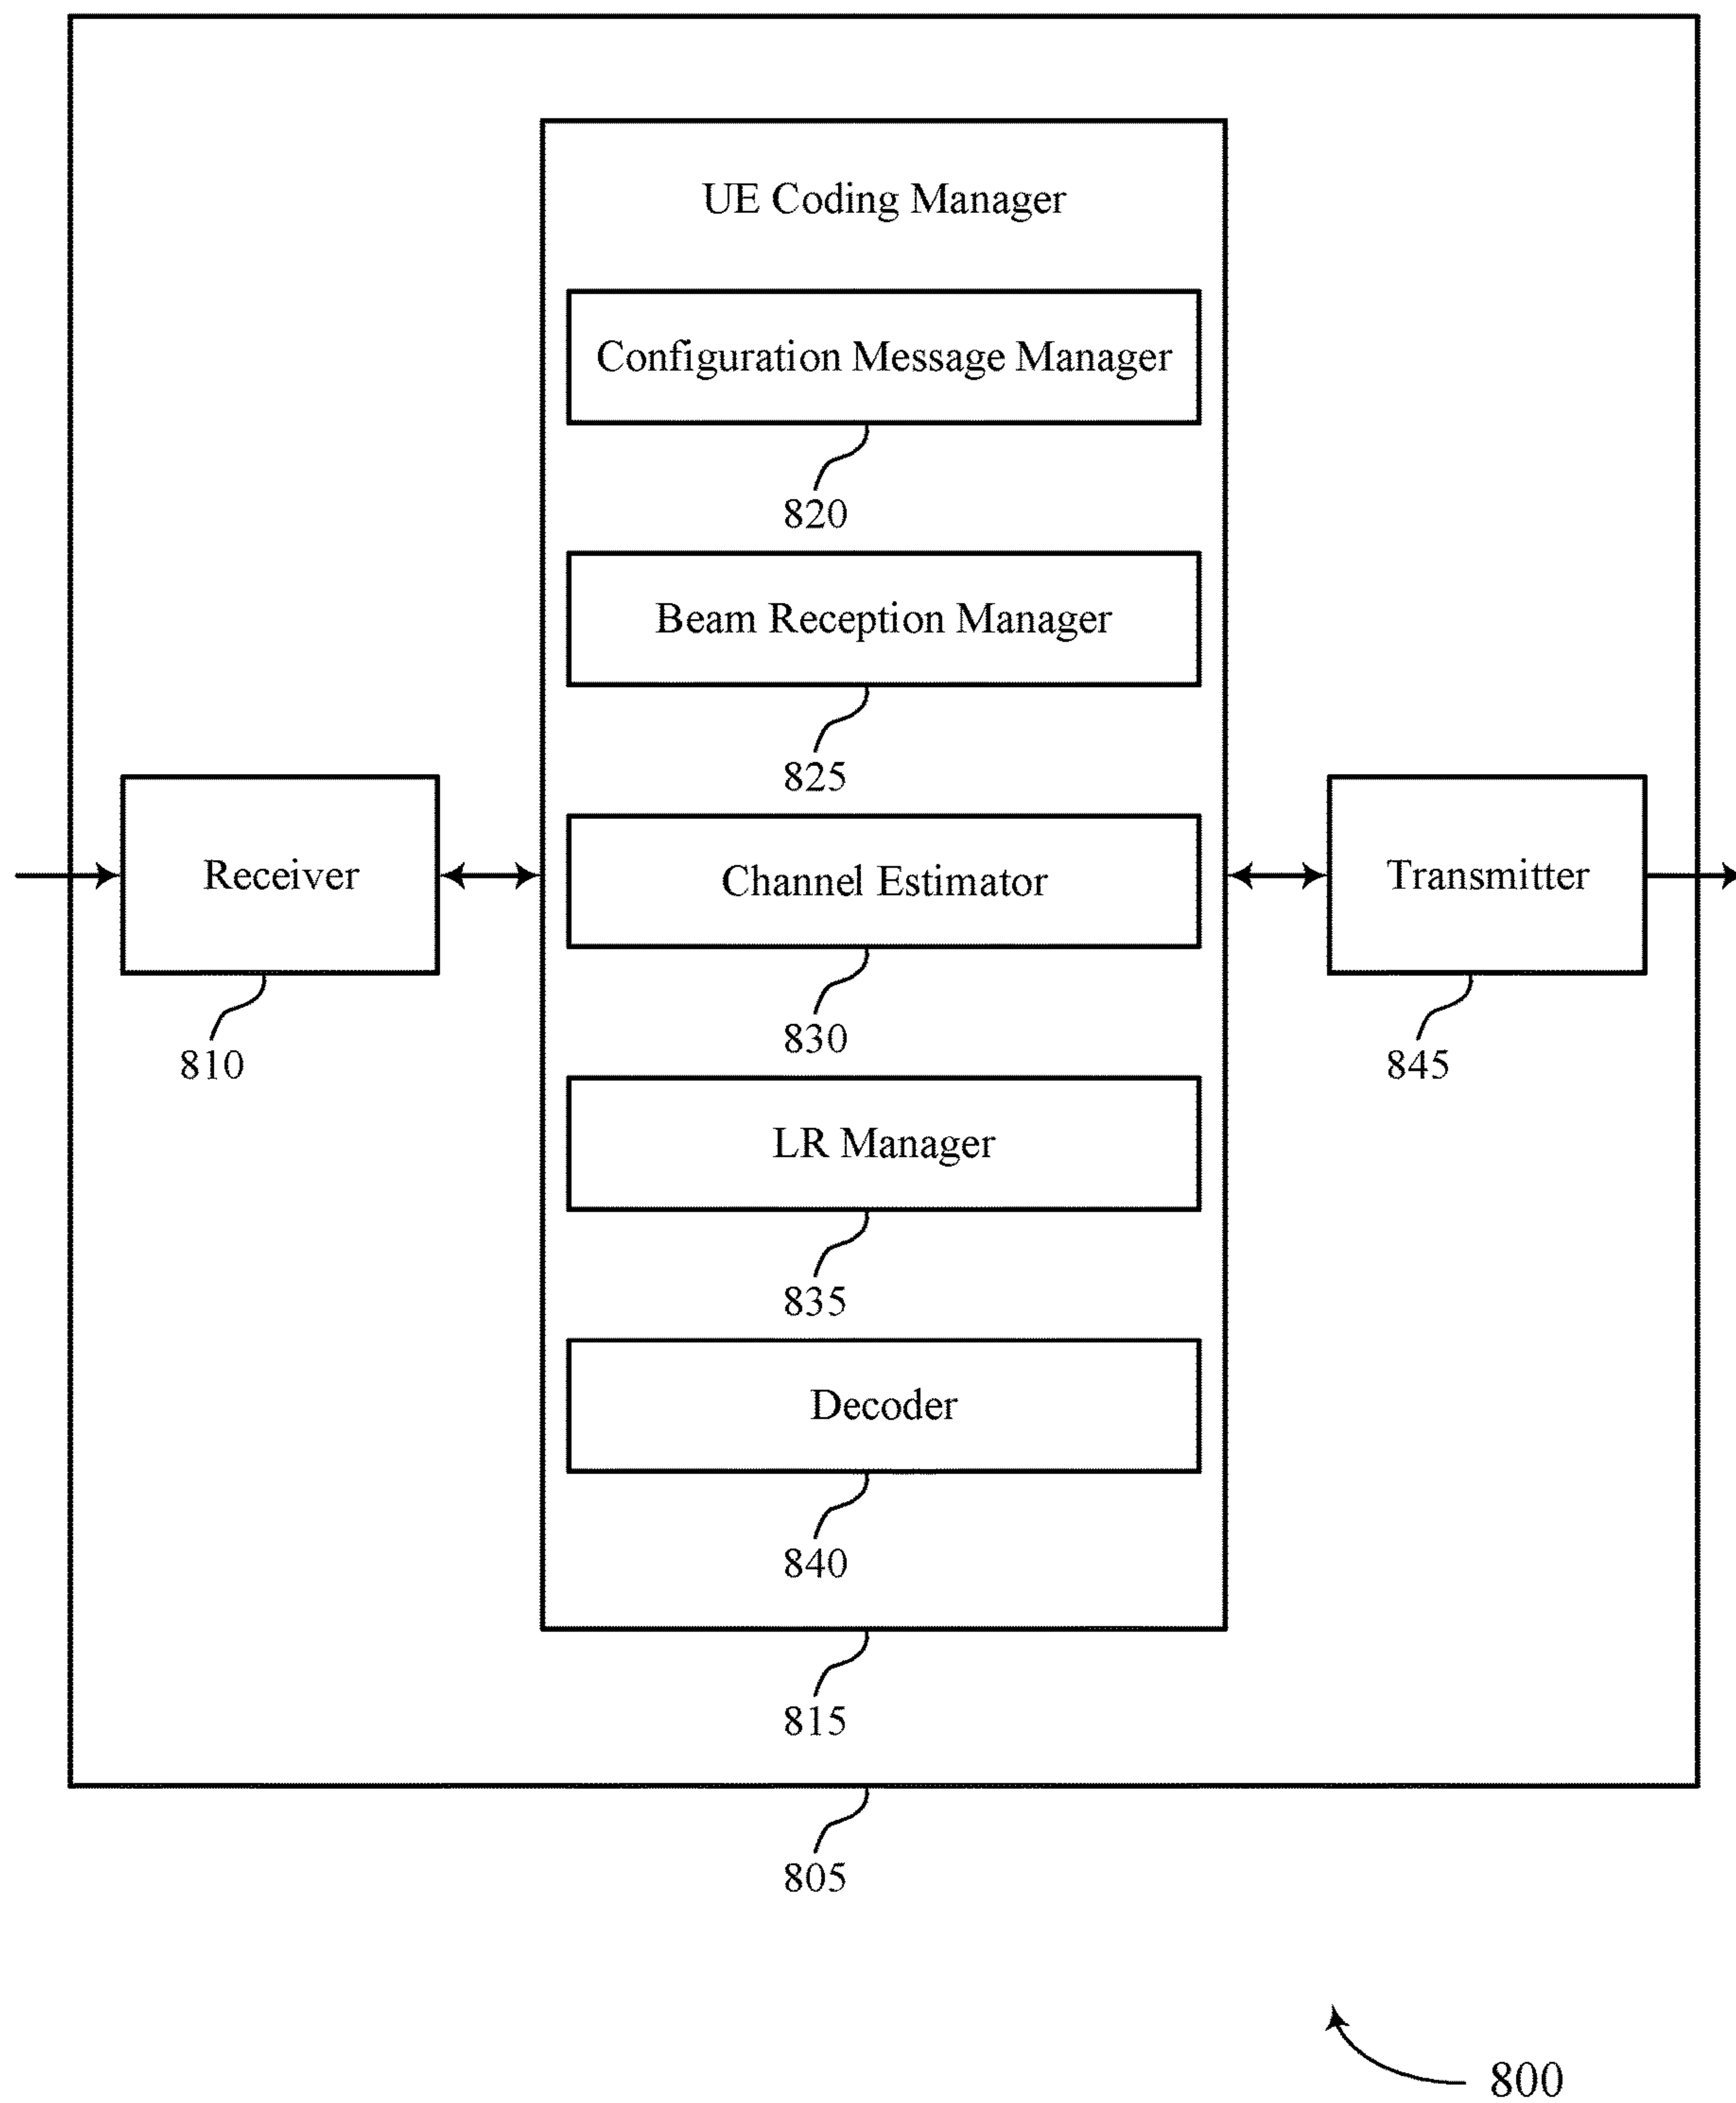 UE Coding Manager
Configuration Message Manager
820
Beam Reception Manager
825
Receiver
810
Channel Estimator
830
Transmitter
845
LR Manager
835
Decoder
840
815
805
800